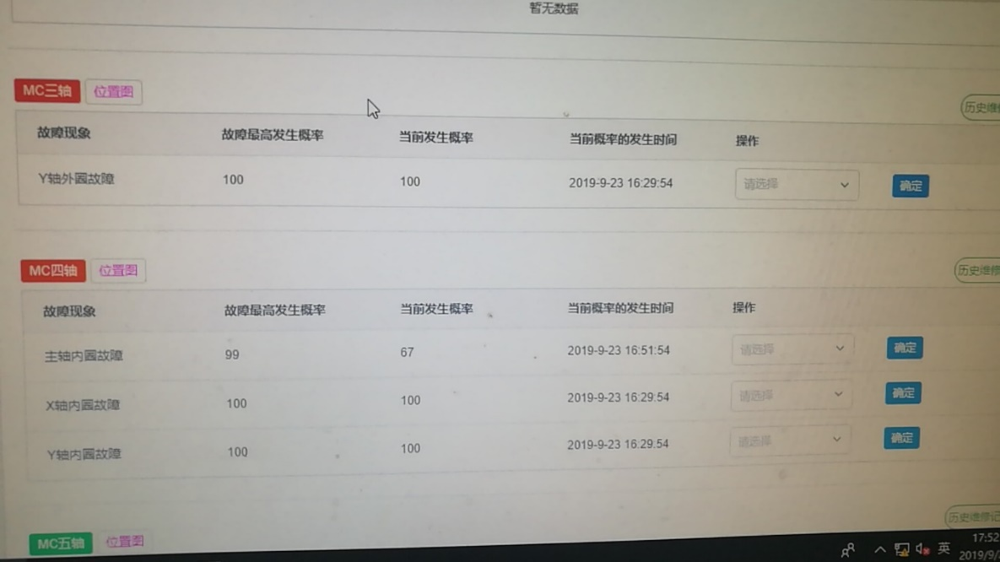 暂无数据
MC三轴 位置图
历史维修
故障现象 故障最高发生概率 当前发生概率 当前概率的发生时间 操作
Y轴外圆故障 100 100 2019-9-23 16:29:54 请选择 确定
MC四轴 位置图
历史维修
故障现象 故障最高发生概率 当前发生概率 当前概率的发生时间 操作
主轴内圆故障 99 67 2019-9-23 16:51:54 请选择 确定
X轴内圆故障 100 100 2019-9-23 16:29:54 请选择 确定
Y轴内圆故障 100 100 2019-9-23 16:29:54 请选择 确定
历史维修记
MC五轴 位置图
英 17:52
2019/9/